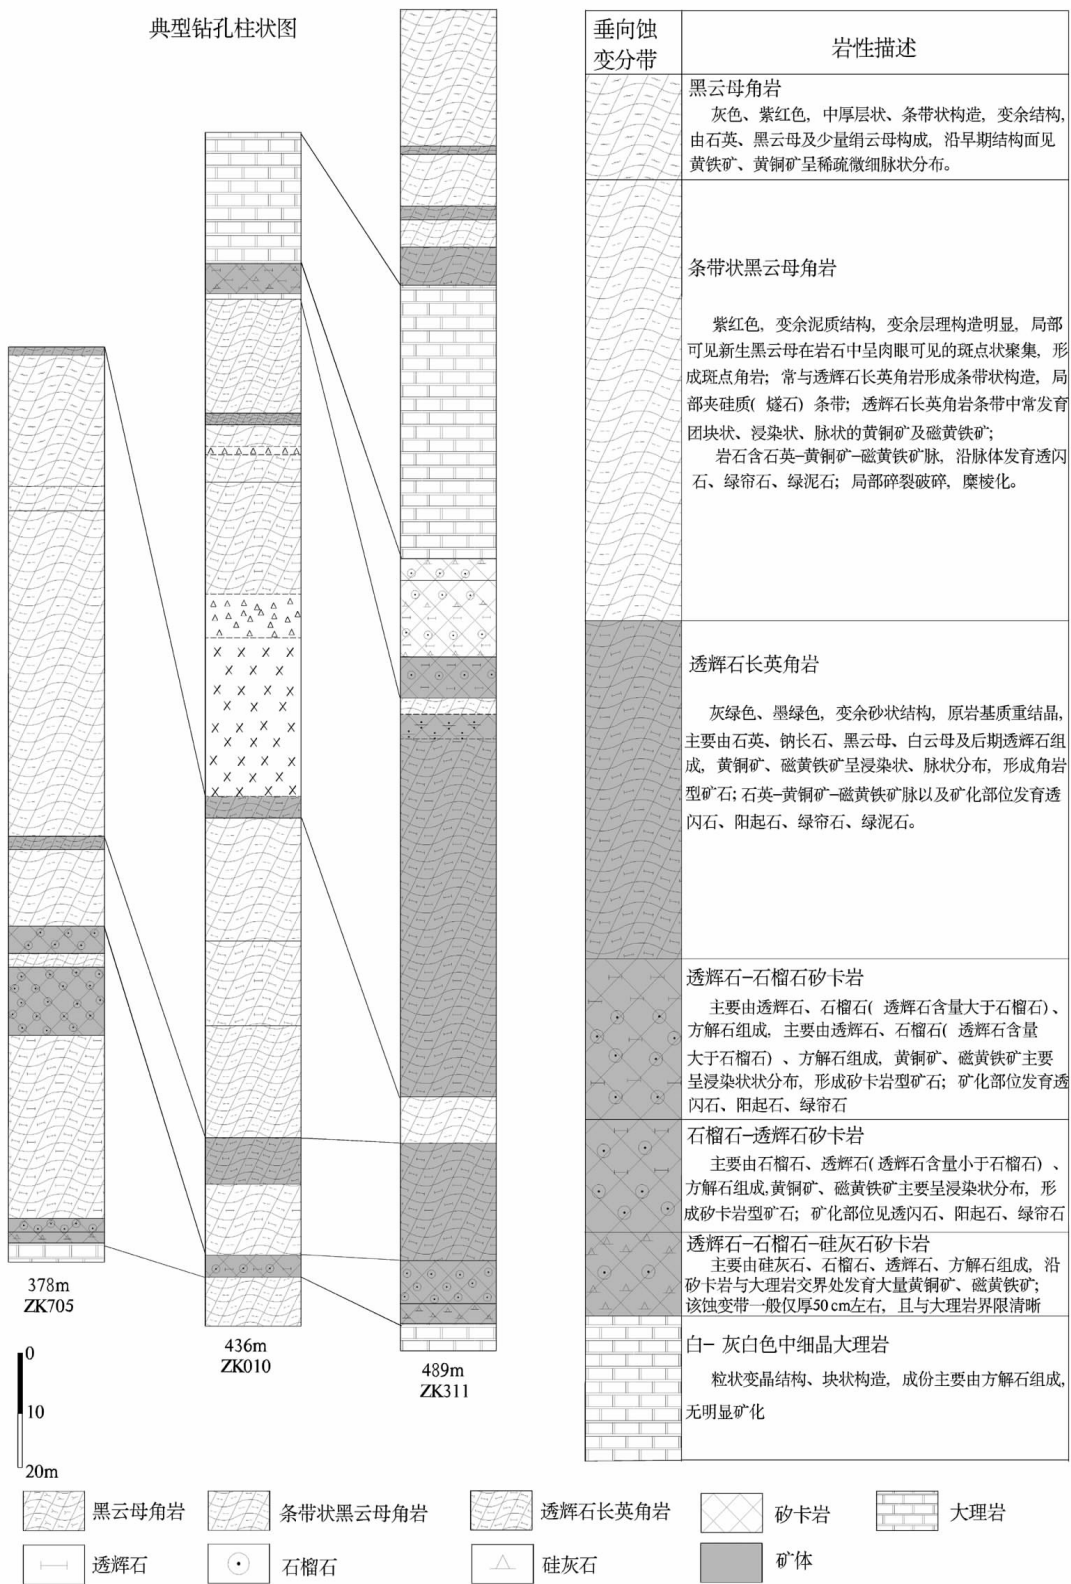 典型钻孔柱状图
378m
ZK705
436m
ZK010
489m
ZK311
0
10
20m
垂向蚀
变分带
岩性描述
黑云母角岩
灰色、紫红色，中厚层状、条带状构造，变余结构，
由石英、黑云母及少量绢云母构成，沿早期结构面见
黄铁矿、黄铜矿呈稀疏微细脉状分布。
条带状黑云母角岩
紫红色，变余泥质结构，变余层理构造明显，局部
可见新生黑云母在岩石中呈肉眼可见的斑点状聚集，形
成斑点角岩；常与透辉石长英角岩形成条带状构造，局
部夹硅质（燧石）条带；透辉石长英角岩条带中常发育
团块状、浸染状、脉状的黄铜矿及磁黄铁矿；
岩石含石英-黄铜矿-磁黄铁矿脉，沿脉体发育透闪
石、绿帘石、绿泥石；局部碎裂破碎，糜棱化。
透辉石长英角岩
灰绿色、墨绿色，变余砂状结构，原岩基质重结晶，
主要由石英、钠长石、黑云母、白云母及后期透辉石组
成，黄铜矿、磁黄铁矿呈浸染状、脉状分布，形成角岩
型矿石；石英-黄铜矿-磁黄铁矿脉以及矿化部位发育透
闪石、阳起石、绿帘石、绿泥石。
透辉石-石榴石矽卡岩
主要由透辉石、石榴石（透辉石含量大于石榴石）、
方解石组成，主要由透辉石、石榴石（透辉石含量
大于石榴石）、方解石组成，黄铜矿、磁黄铁矿主要
呈浸染状状分布，形成矽卡岩型矿石；矿化部位发育透
闪石、阳起石、绿帘石
石榴石-透辉石矽卡岩
主要由石榴石、透辉石（透辉石含量小于石榴石）、
方解石组成,黄铜矿、磁黄铁矿主要呈浸染状分布，形
成矽卡岩型矿石；矿化部位见透闪石、阳起石、绿帘石
透辉石-石榴石-硅灰石矽卡岩
主要由硅灰石、石榴石、透辉石、方解石组成，沿
矽卡岩与大理岩交界处发育大量黄铜矿、磁黄铁矿；
该蚀变带一般仅厚50cm左右，且与大理岩界限清晰
白-灰白色中细晶大理岩
粒状变晶结构、块状构造，成份主要由方解石组成，
无明显矿化
黑云母角岩
条带状黑云母角岩
透辉石长英角岩
矽卡岩
大理岩
透辉石
石榴石
硅灰石
矿体